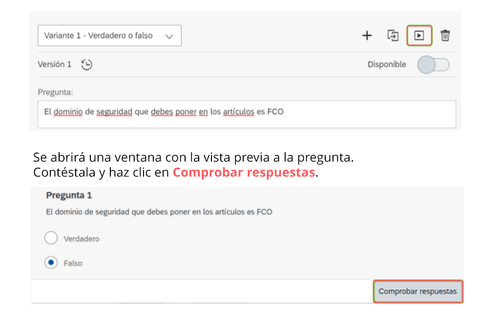 Variante 1 - Verdadero o falso
Versión 1
Disponible
Pregunta:
El dominio de seguridad que debes poner en los artículos es FCO
Se abrirá una ventana con la vista previa a la pregunta.
Contéstala y haz clic en Comprobar respuestas.
Pregunta 1
El dominio de seguridad que debes poner en los artículos es FCO
Verdadero
Falso
Comprobar respuestas